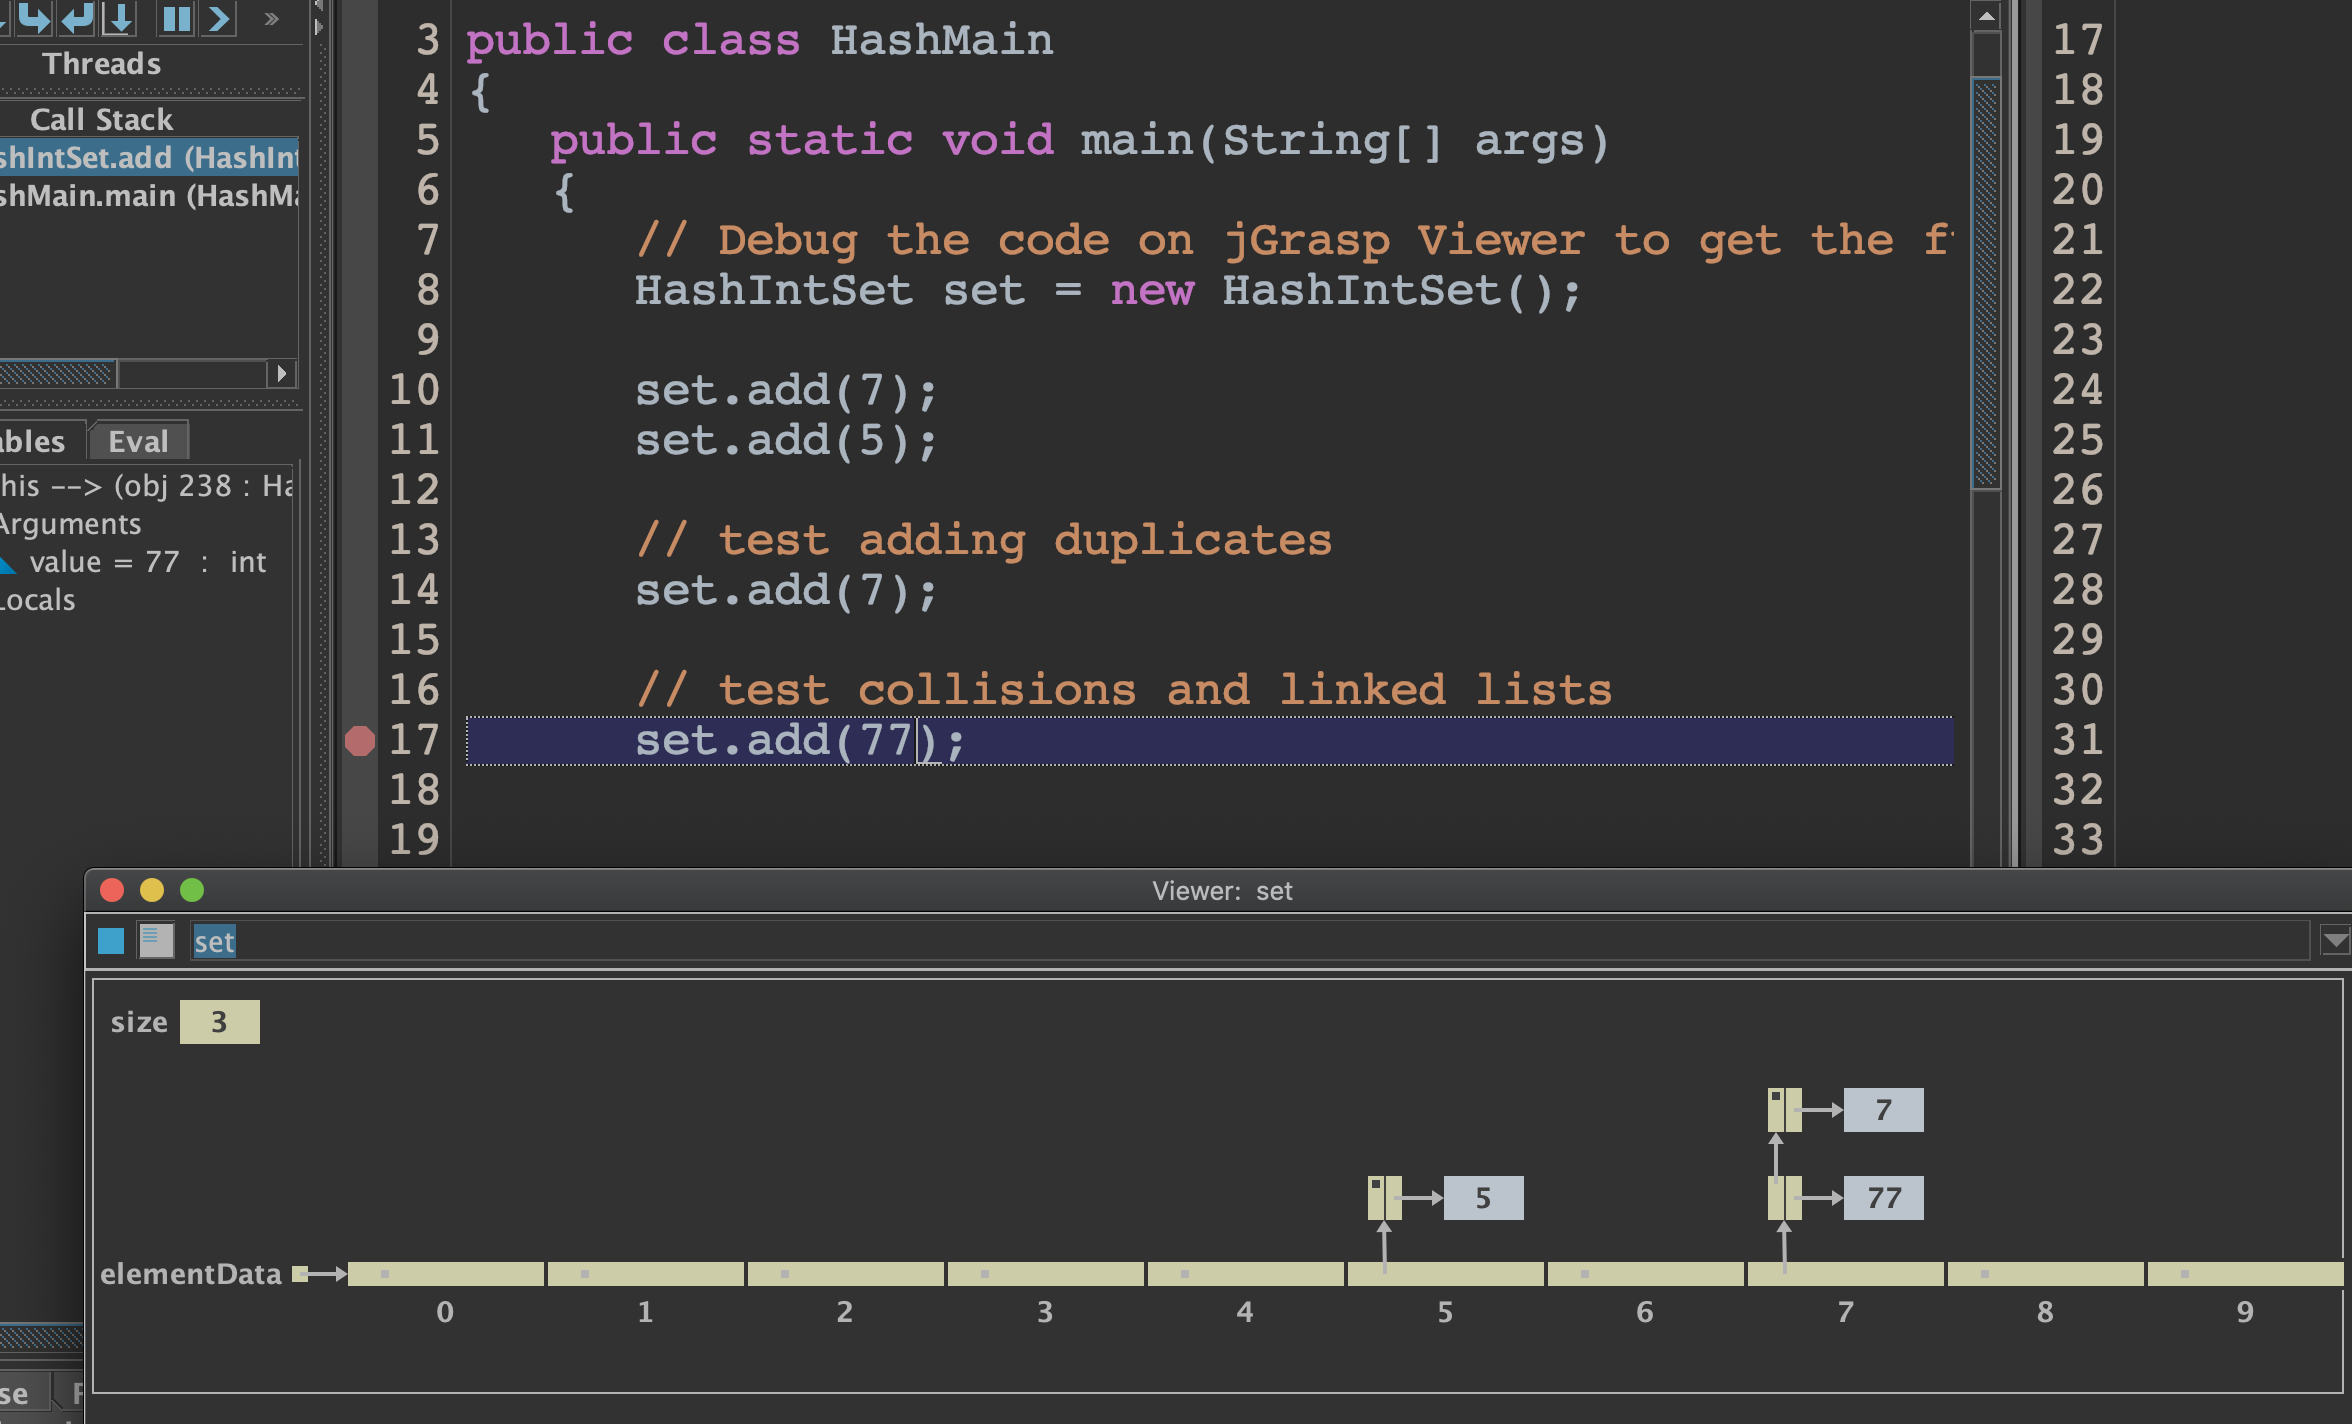 »
Threads
Call Stack
shIntSet.add (HashInt
shMain.main (HashMa
ables Eval
his --> (obj 238 : Ha
Arguments
value = 77 : int
Locals
3 public class HashMain
4 {
5 public static void main(String[] args)
6 {
7 // Debug the code on jGrasp Viewer to get the f
8 HashIntSet set = new HashIntSet();
9
10 set.add(7);
11 set.add(5);
12
13 // test adding duplicates
14 set.add(7);
15
16 // test collisions and linked lists
17 set.add(77);
18
19
17
18
19
20
21
22
23
24
25
26
27
28
29
30
31
32
33
Viewer: set
set
size 3
7
5 77
elementData
0 1 2 3 4 5 6 7 8 9
se